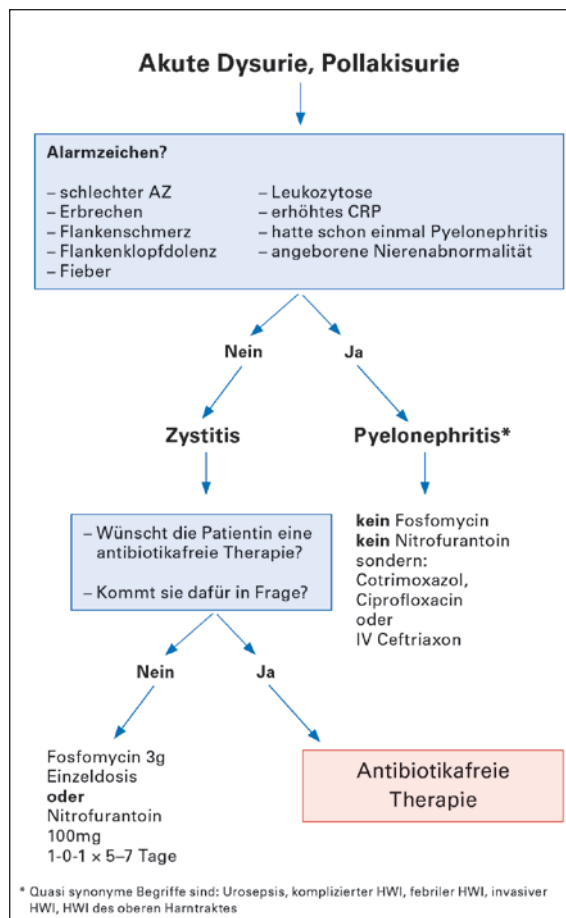 Akute Dysurie, Pollakisurie
Alarmzeichen?
– schlechter AZ
– Erbrechen
– Flankenschmerz
– Flankenklopfdolenz
– Fieber
– Leukozytose
– erhöhtes CRP
– hatte schon einmal Pyelonephritis
– angeborene Nierenabnormalität
Nein
Ja
Zystitis
Pyelonephritis*
– Wünscht die Patientin eine
antibiotikafreie Therapie?
– Kommt sie dafür in Frage?
kein Fosfomycin
kein Nitrofurantoin
sondern:
Cotrimoxazol,
Ciprofloxacin
oder
IV Ceftriaxon
Nein
Ja
Fosfomycin 3g
Einzeldosis
oder
Nitrofurantoin
100mg
1-0-1 × 5–7 Tage
Antibiotikafreie
Therapie
* Quasi synonyme Begriffe sind: Urosepsis, komplizierter HWI, febriler HWI, invasiver
HWI, HWI des oberen Harntraktes